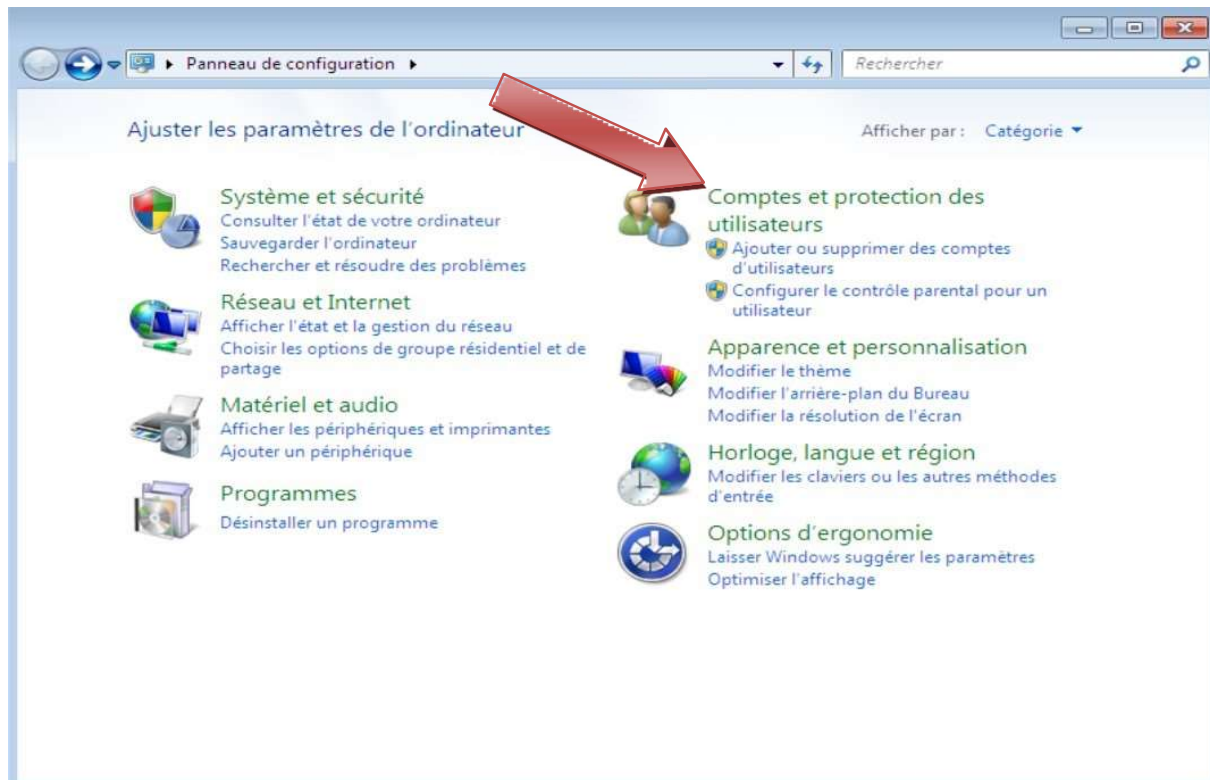 Panneau de configuration
Rechercher
Ajuster les paramètres de l'ordinateur
Afficher par : Catégorie
Système et sécurité
Consulter l'état de votre ordinateur
Sauvegarder l'ordinateur
Rechercher et résoudre des problèmes
Réseau et Internet
Afficher l'état et la gestion du réseau
Choisir les options de groupe résidentiel et de
partage
Matériel et audio
Afficher les périphériques et imprimantes
Ajouter un périphérique
Programmes
Désinstaller un programme
Comptes et protection des
utilisateurs
Ajouter ou supprimer des comptes
d'utilisateurs
Configurer le contrôle parental pour un
utilisateur
Apparence et personnalisation
Modifier le thème
Modifier l'arrière-plan du Bureau
Modifier la résolution de l'écran
Horloge, langue et région
Modifier les claviers ou les autres méthodes
d'entrée
Options d'ergonomie
Laisser Windows suggérer les paramètres
Optimiser l'affichage